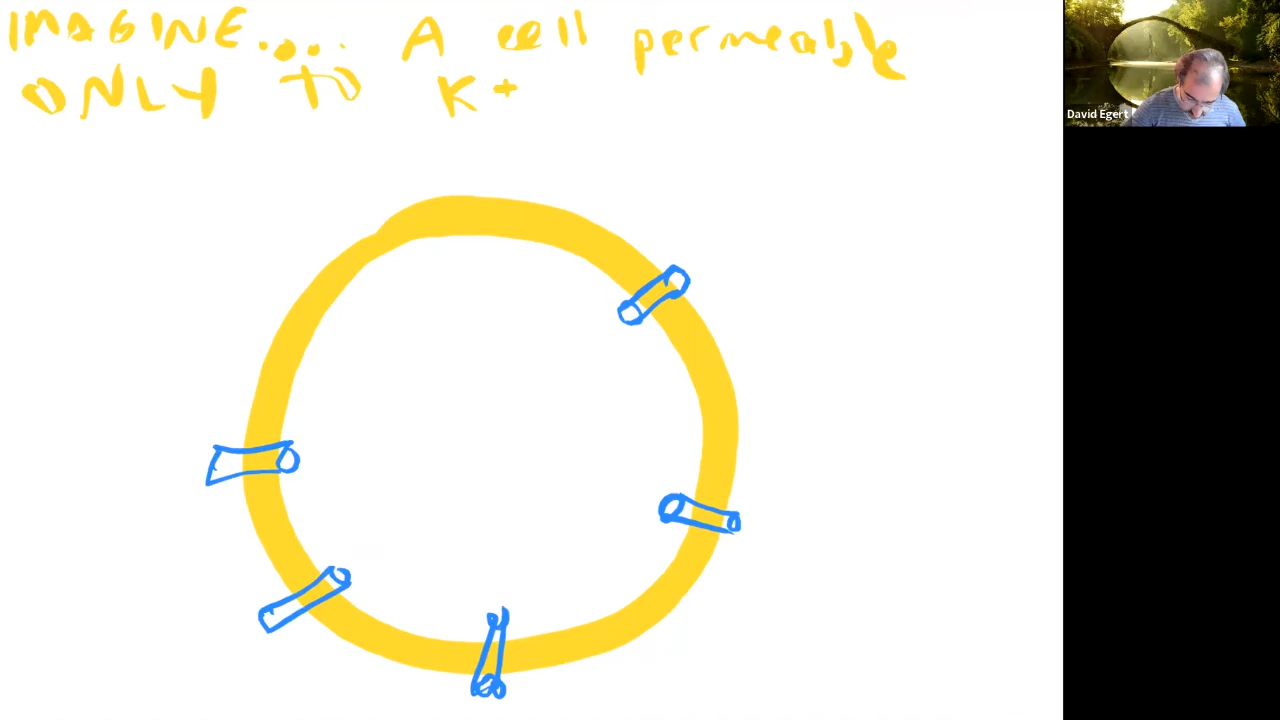 IMAGINE.... A cell permeable
ONLY to K+
David Egert